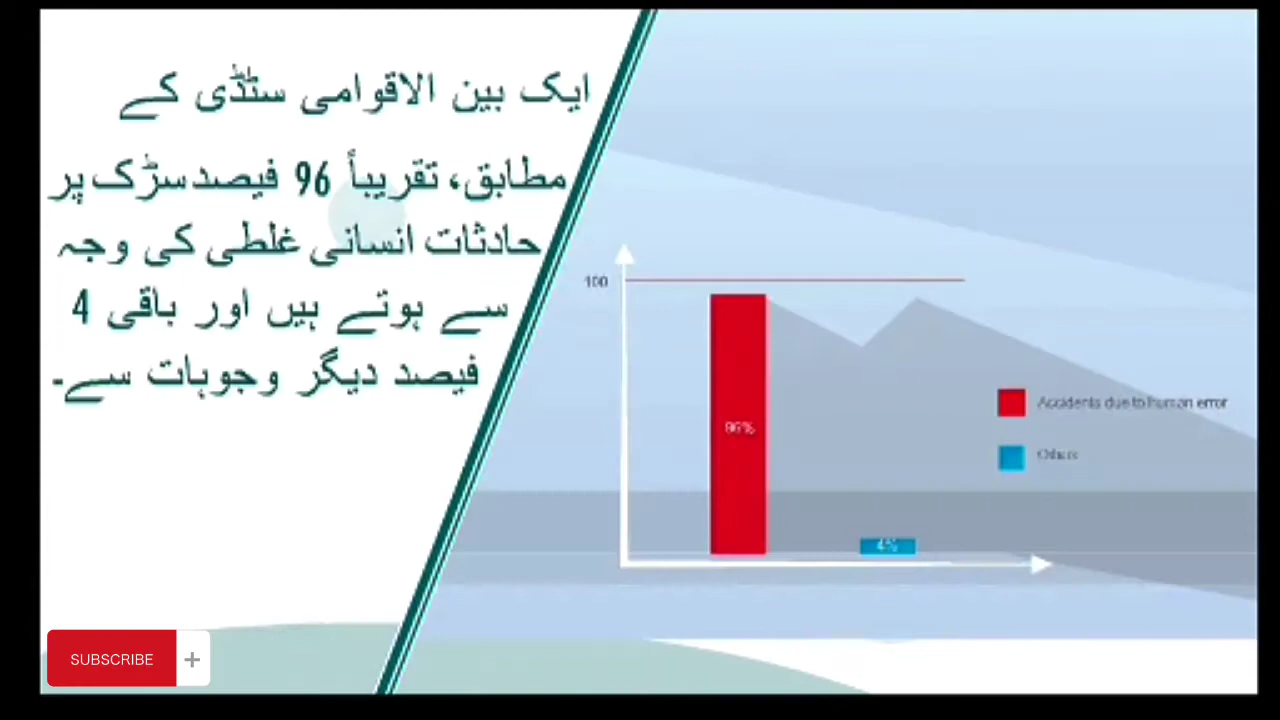 ایک بین الاقوامی سٹڈی کے
مطابق، تقریباً 96 فیصد سڑک پر
حادثات انسانی غلطی کی وجہ
سے ہوتے ہیں اور باقی 4
فیصد دیگر وجوہات سے۔
100
96%
4%
Accidents due to human error
Others
SUBSCRIBE +